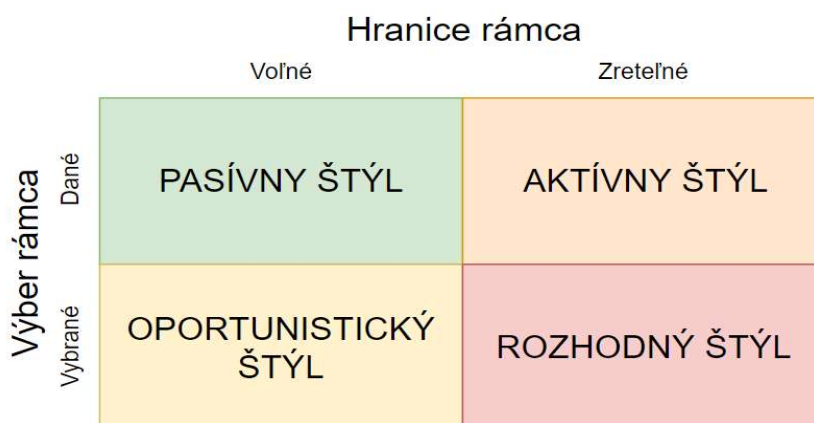 Hranice rámca
Voľné
Zreteľné
Výber rámca
Dané
PASÍVNY ŠTÝL
AKTÍVNY ŠTÝL
Vybrané
OPORTUNISTICKÝ
ŠTÝL
ROZHODNÝ ŠTÝL